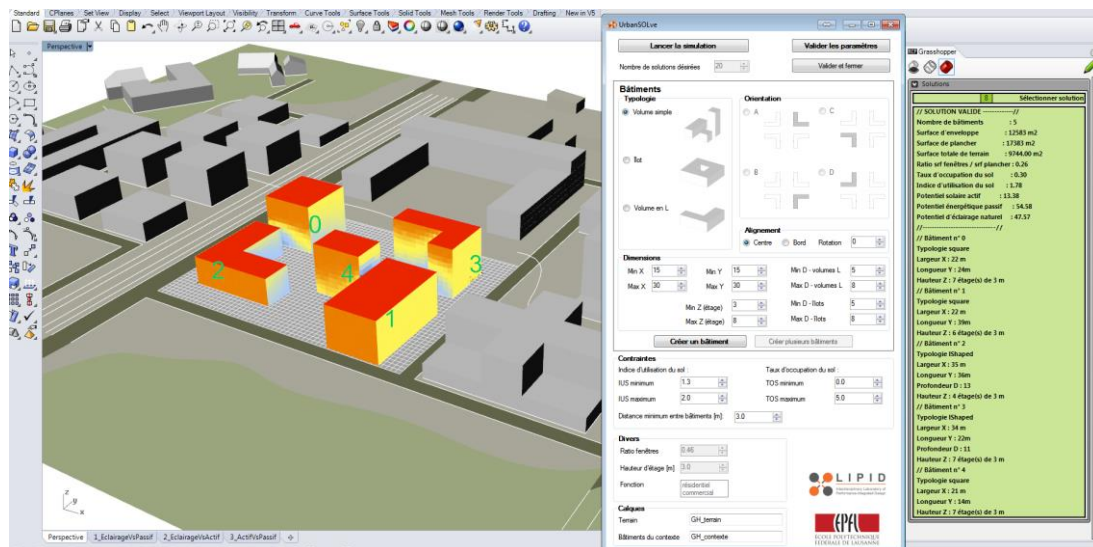 Standard CPlanes Set View Display Select Viewport Layout Visibility Transform Curve Tools Surface Tools Solid Tools Mesh Tools Render Tools Drafting New in V5
Perspective
0
2
4
3
1
z
y
x
Perspective 1_EclairageVsPassif 2_EclairageVsActif 3_ActifVsPassif
UrbanSOLve
Lancer la simulation Valider les paramètres
Nombre de solutions désirées 20 Valider et fermer
Bâtiments
Typologie Orientation
Volume simple A C
Îlot
B D
Volume en L
Alignement
Centre Bord Rotation 0
Dimensions
Min X 15 Min Y 15 Min D - volumes L 5
Max X 30 Max Y 30 Max D - volumes L 8
Min Z (étage) 3 Min D - îlots 5
Max Z (étage) 8 Max D - îlots 8
Créer un bâtiment Créer plusieurs bâtiments
Contraintes
Indice d'utilisation du sol : Taux d'occupation du sol :
IUS minimum 1.3 TOS minimum 0.0
IUS maximum 2.0 TOS maximum 5.0
Distance minimum entre bâtiments [m]: 3.0
Divers
Ratio fenêtres 0.46
Hauteur d'étage [m] 3.0
Fonction résidentiel
commercial
LIPID
Calques
Terrain GH_terrain
Bâtiments du contexte GH_contexte
EPFL
ÉCOLE POLYTECHNIQUE
FÉDÉRALE DE LAUSANNE
Grasshopper
Solutions
0 Sélectionner solution
// SOLUTION VALIDE -------------//
Nombre de bâtiments : 5
Surface d'enveloppe : 12583 m2
Surface de plancher : 17383 m2
Surface totale de terrain : 9744.00 m2
Ratio srf fenêtres / srf plancher : 0.26
Taux d'occupation du sol : 0.30
Indice d'utilisation du sol : 1.78
Potentiel solaire actif : 13.38
Potentiel énergétique passif : 54.58
Potentiel d'éclairage naturel : 47.57
//------------------------------//
// Bâtiment n° 0
Typologie square
Largeur X : 22 m
Longueur Y : 24m
Hauteur Z : 7 étage(s) de 3 m
// Bâtiment n° 1
Typologie square
Largeur X : 22 m
Longueur Y : 39m
Hauteur Z : 6 étage(s) de 3 m
// Bâtiment n° 2
Typologie lShaped
Largeur X : 35 m
Longueur Y : 36m
Profondeur D : 13
Hauteur Z : 4 étage(s) de 3 m
// Bâtiment n° 3
Typologie lShaped
Largeur X : 34 m
Longueur Y : 22m
Profondeur D : 11
Hauteur Z : 7 étage(s) de 3 m
// Bâtiment n° 4
Typologie square
Largeur X : 21 m
Longueur Y : 14m
Hauteur Z : 7 étage(s) de 3 m